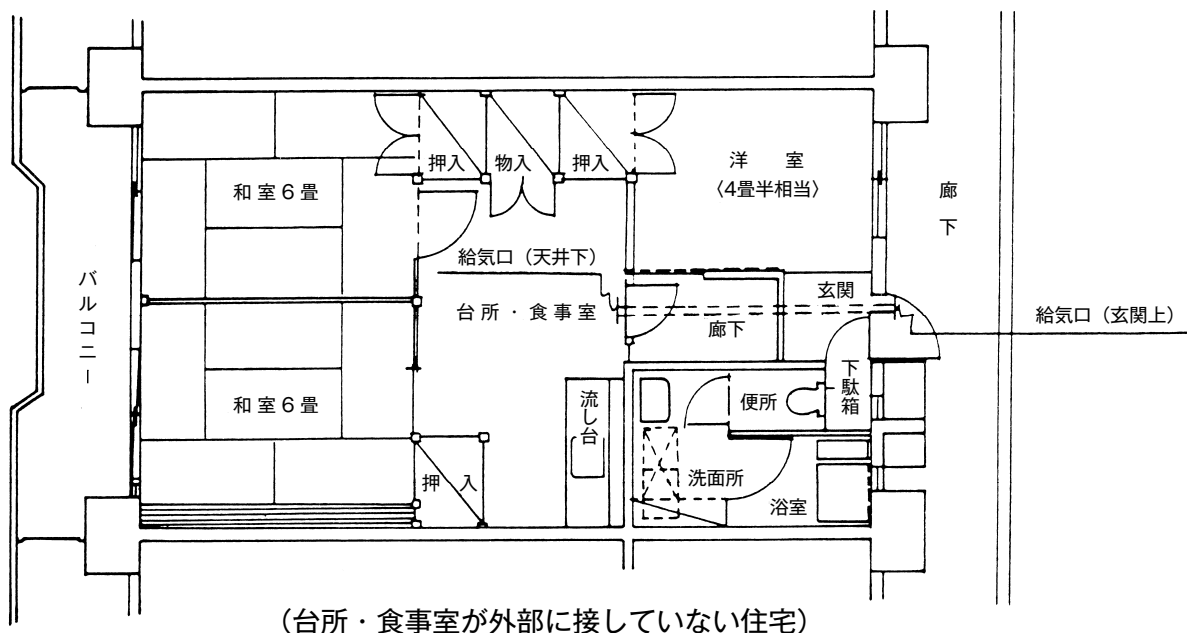 押入
物入
押入
洋 室
〈4畳半相当〉
和室6畳
廊下
給気口（天井下）
バルコニー
台所・食事室
玄関
廊下
給気口（玄関上）
下駄箱
流し台
便所
和室6畳
押入
洗面所
浴室
（台所・食事室が外部に接していない住宅）